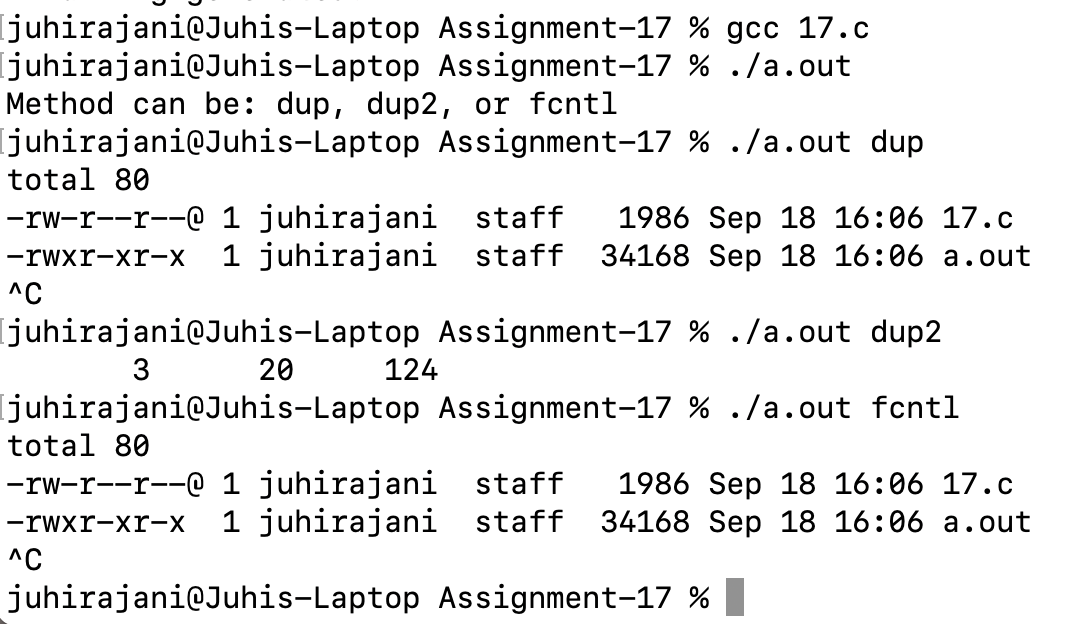 [juhirajani@Juhis-Laptop Assignment-17 % gcc 17.c
[juhirajani@Juhis-Laptop Assignment-17 % ./a.out
Method can be: dup, dup2, or fcntl
[juhirajani@Juhis-Laptop Assignment-17 % ./a.out dup
total 80
-rw-r--r--@ 1 juhirajani  staff   1986 Sep 18 16:06 17.c
-rwxr-xr-x  1 juhirajani  staff  34168 Sep 18 16:06 a.out
^C
[juhirajani@Juhis-Laptop Assignment-17 % ./a.out dup2
       3      20     124
[juhirajani@Juhis-Laptop Assignment-17 % ./a.out fcntl
total 80
-rw-r--r--@ 1 juhirajani  staff   1986 Sep 18 16:06 17.c
-rwxr-xr-x  1 juhirajani  staff  34168 Sep 18 16:06 a.out
^C
juhirajani@Juhis-Laptop Assignment-17 %